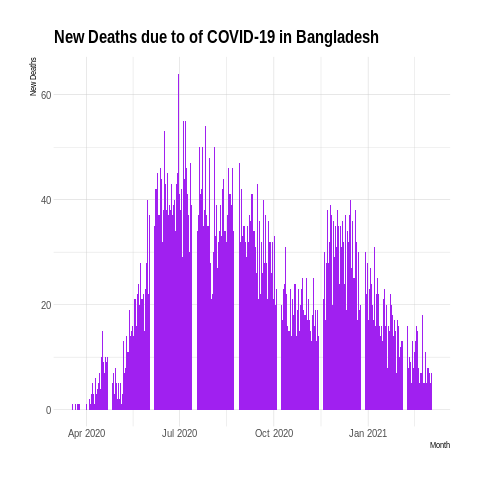 New Deaths due to of COVID-19 in Bangladesh
New Deaths
60
40
20
0
Apr 2020 Jul 2020 Oct 2020 Jan 2021
Month